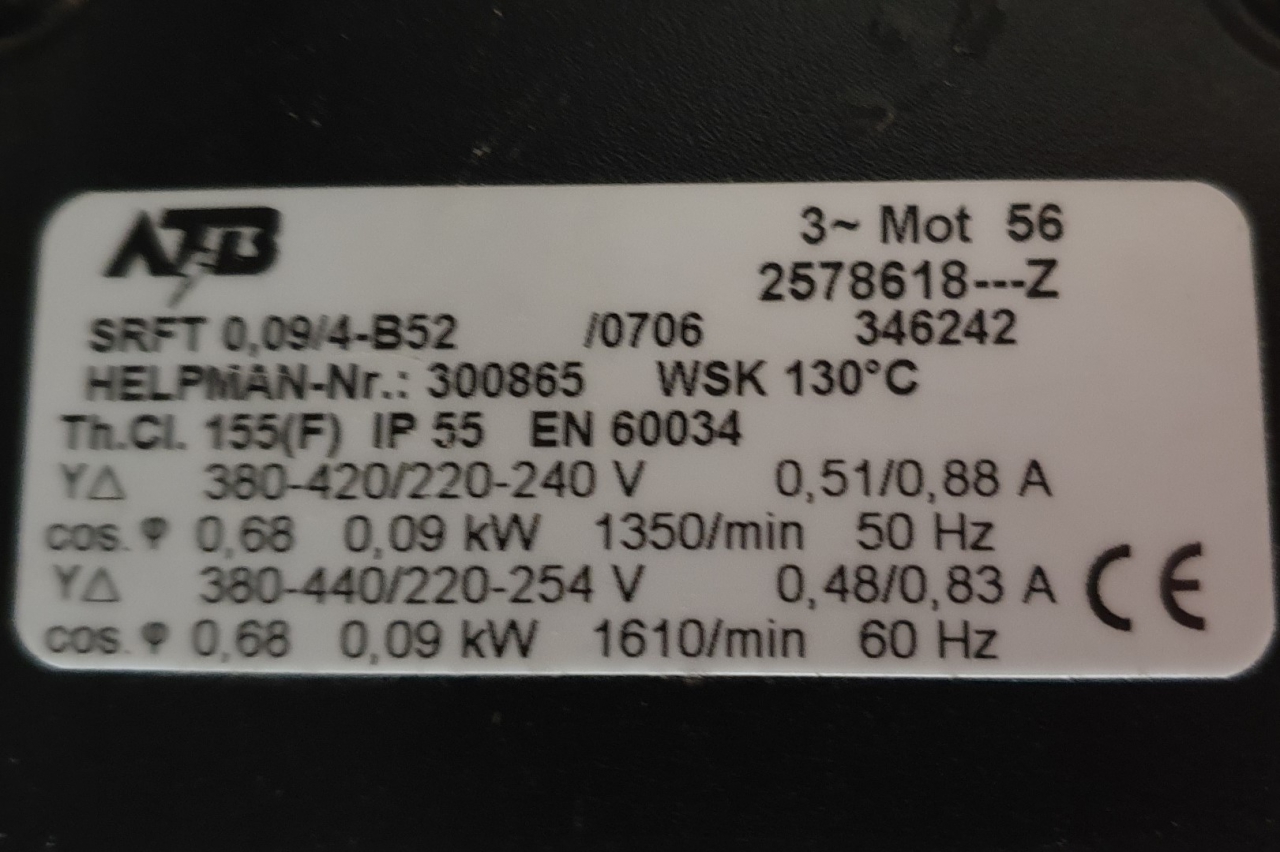 ATB
3~ Mot 56
2578618---Z
SRFT 0,09/4-B52 /0706 346242
HELPMAN-Nr.: 300865 WSK 130°C
Th.Cl. 155(F) IP 55 EN 60034
Y△ 380-420/220-240 V 0,51/0,88 A
cos. φ 0,68 0,09 kW 1350/min 50 Hz
Y△ 380-440/220-254 V 0,48/0,83 A
cos. φ 0,68 0,09 kW 1610/min 60 Hz
CE